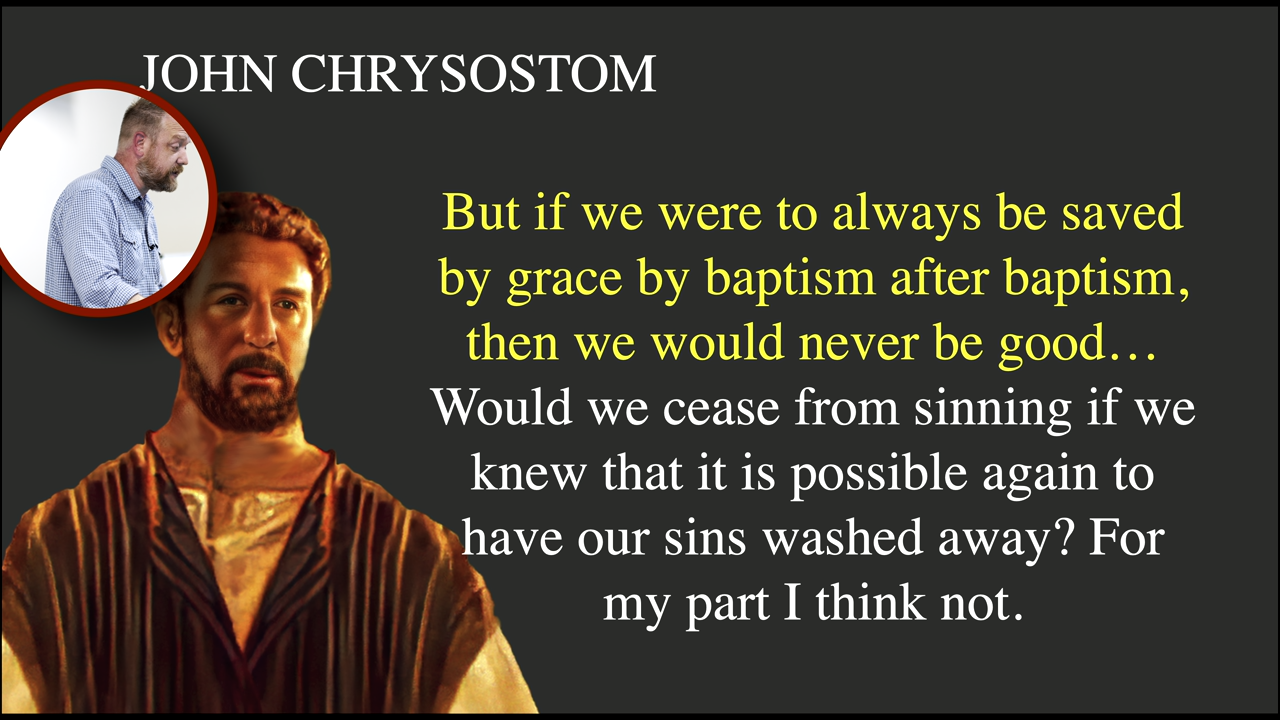 JOHN CHRYSOSTOM
But if we were to always be saved
by grace by baptism after baptism,
then we would never be good…
Would we cease from sinning if we
knew that it is possible again to
have our sins washed away? For
my part I think not.